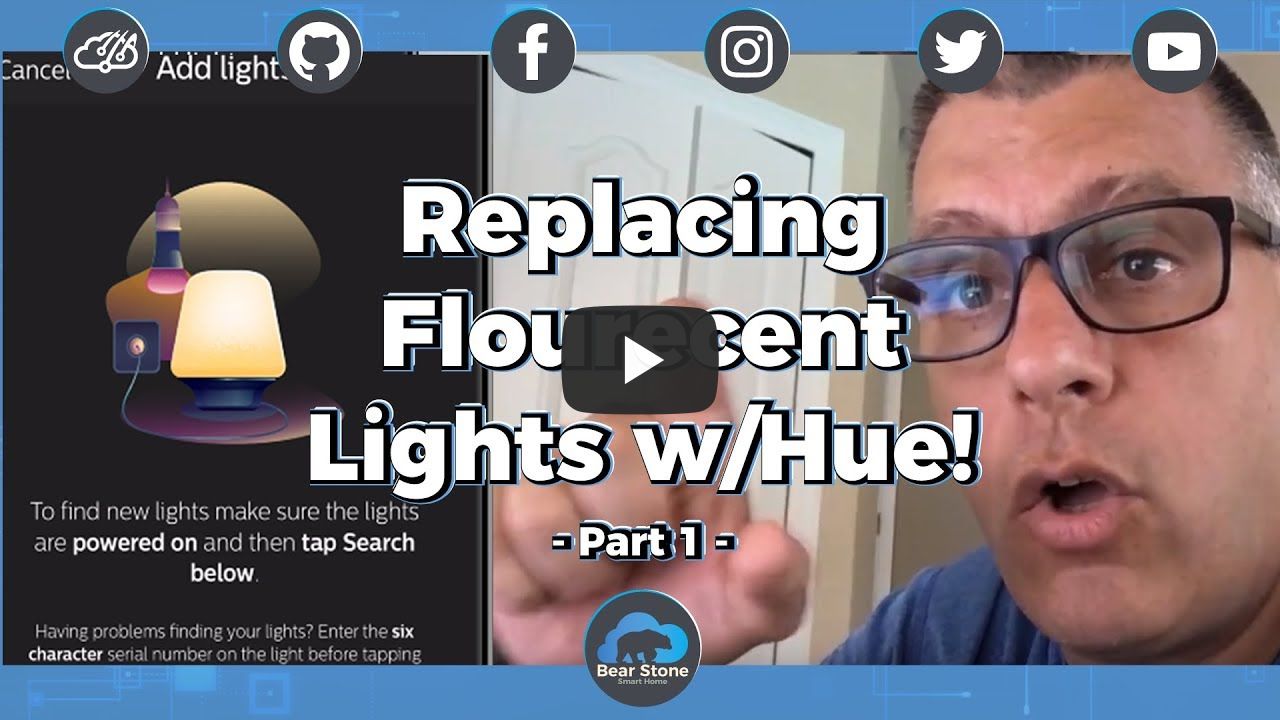 Cancel
Add lights
Replacing
Flourecent
Lights w/Hue!
- Part 1 -
To find new lights make sure the lights
are powered on and then tap Search
below.
Having problems finding your lights? Enter the six
character serial number on the light before tapping
Bear Stone
Smart Home